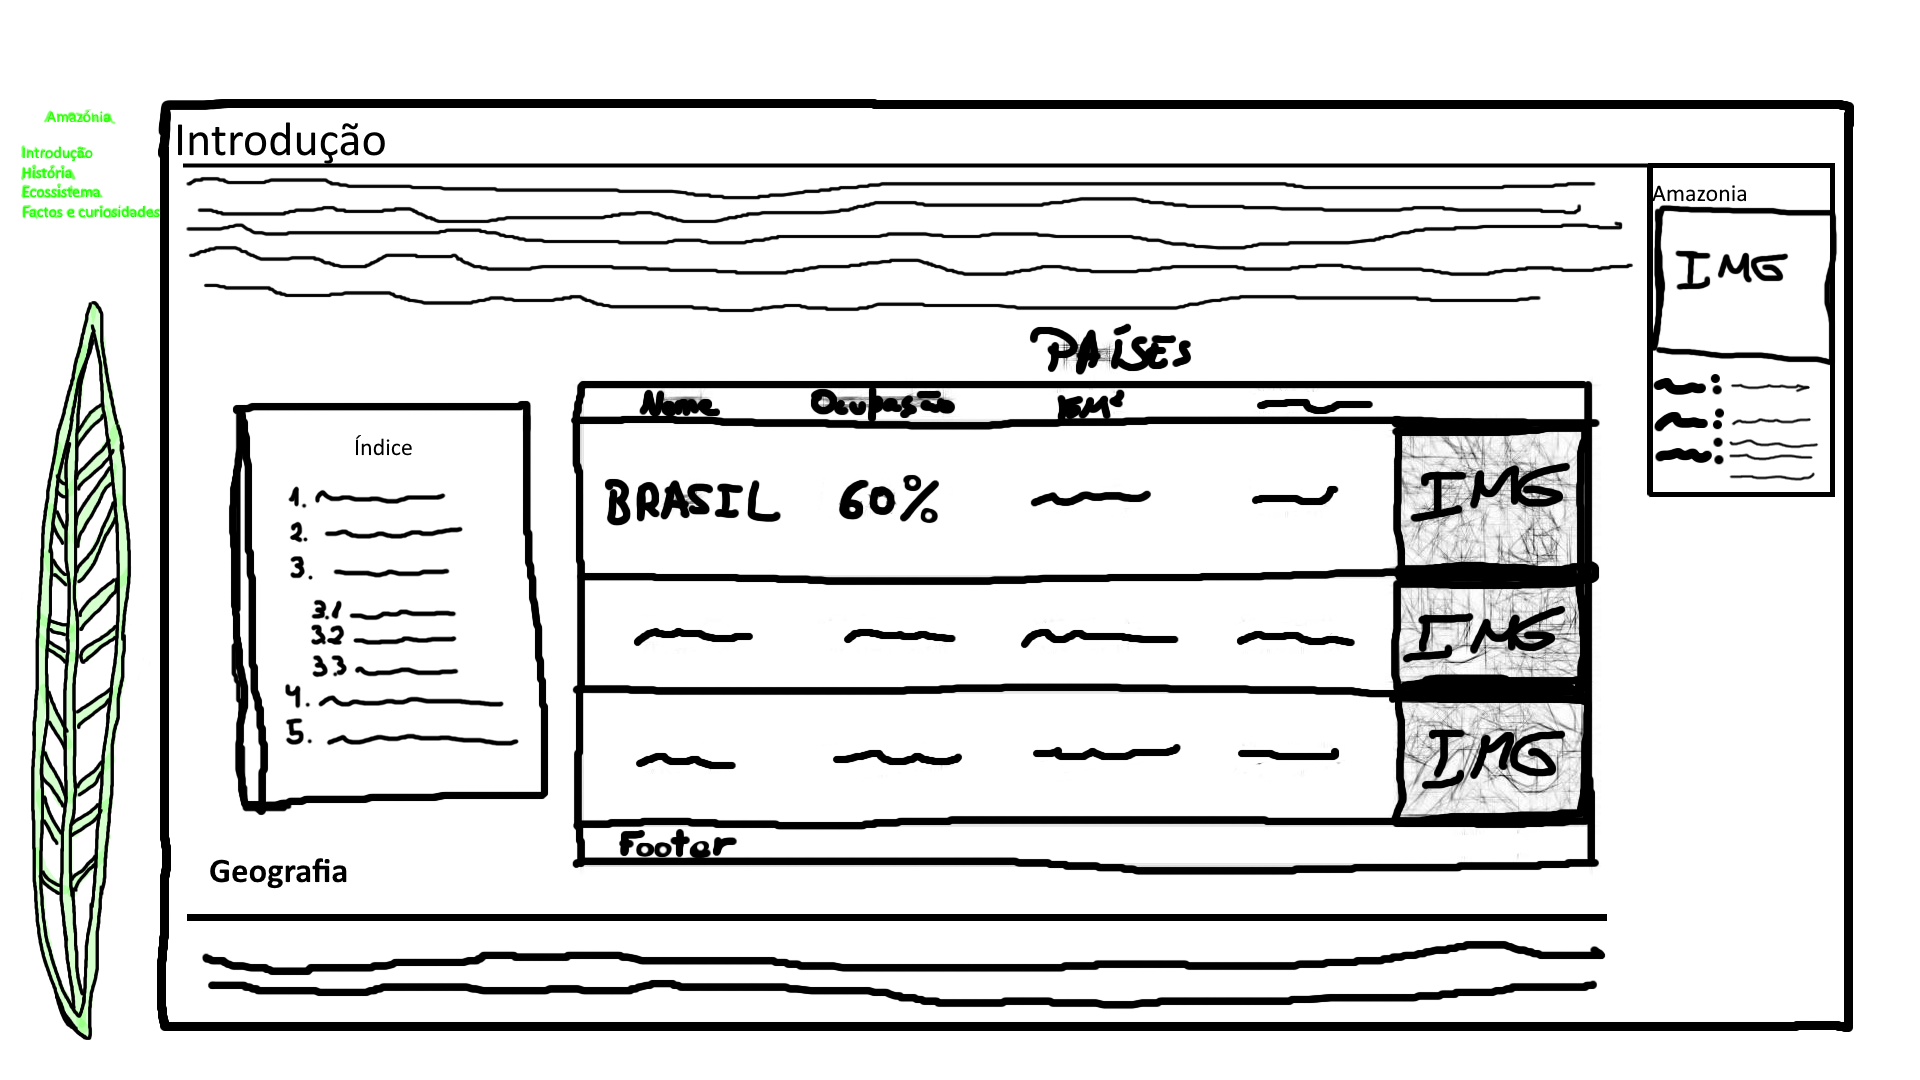 Amazónia
Introdução
História
Ecossistema
Factos e curiosidades
Introdução
Amazonia
IMG
PAÍSES
Nome Ocupação KM²
BRASIL 60% IMG
IMG
IMG
Footer
Índice
1.
2.
3.
3.1
3.2
3.3
4.
5.
Geografia